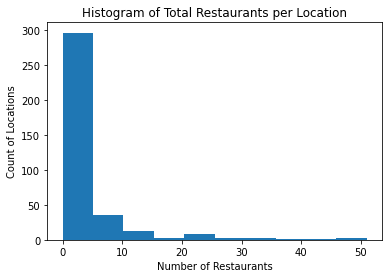 Histogram of Total Restaurants per Location
300
250
200
150
100
50
0
Count of Locations
0 10 20 30 40 50
Number of Restaurants